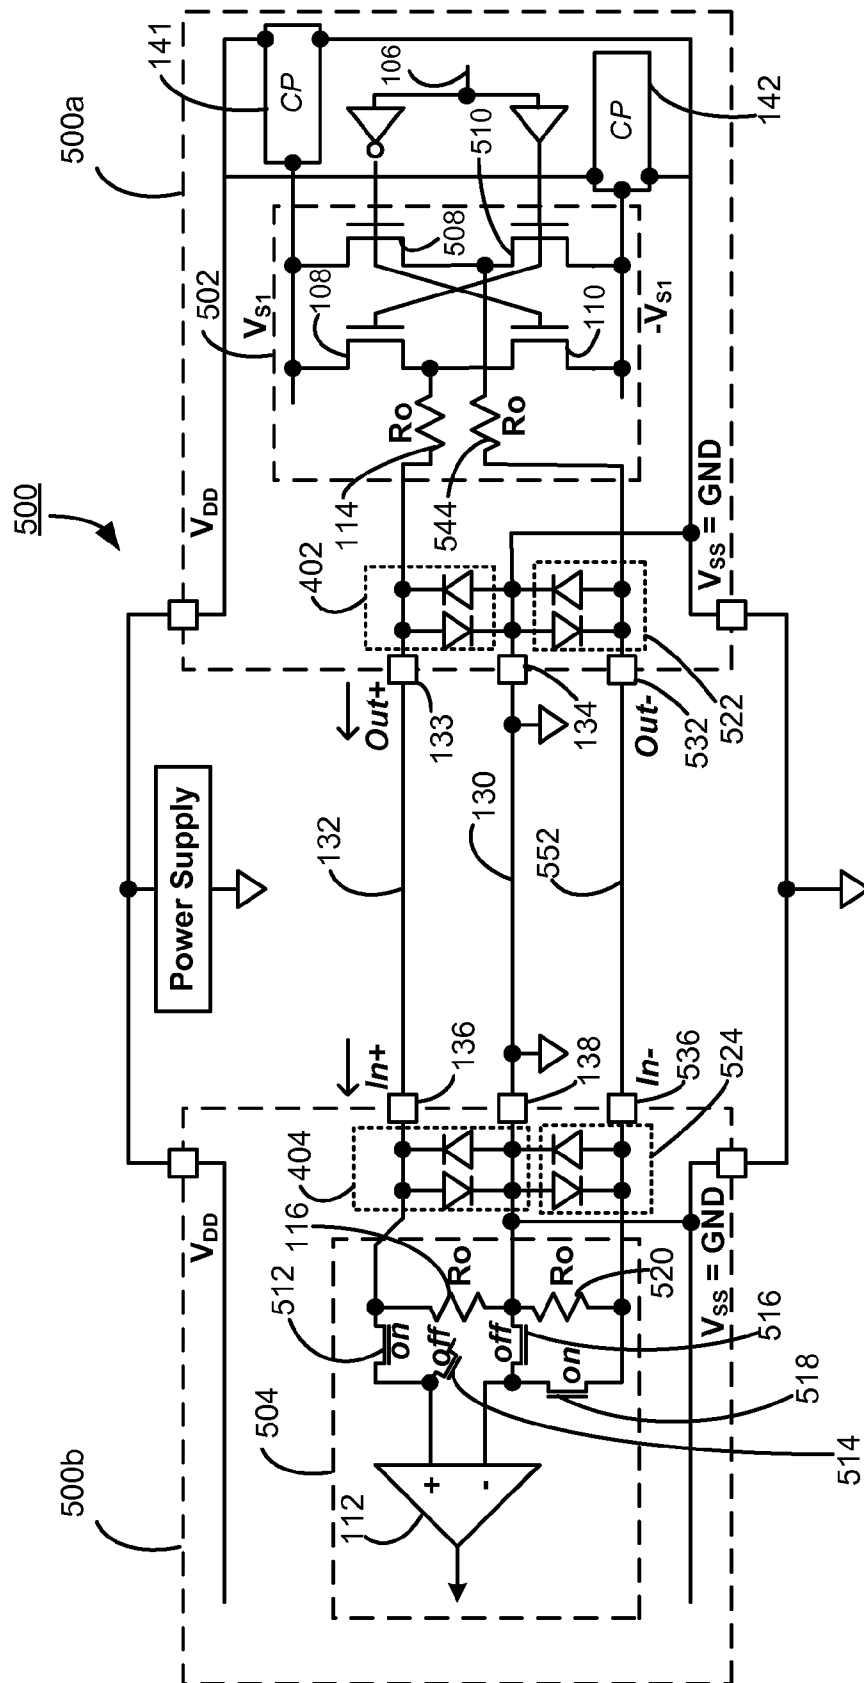 500
500b
500a
V_DD
V_DD
Power Supply
504
112
+
-
512
116
404
on
off
Ro
off
Ro
on
514
518
516
520
524
V_SS = GND
In+
136
138
In-
536
132
130
552
Out+
133
134
Out-
532
522
402
114
544
Ro
Ro
502
V_S1
-V_S1
108
110
508
510
106
141
CP
CP
142
V_SS = GND